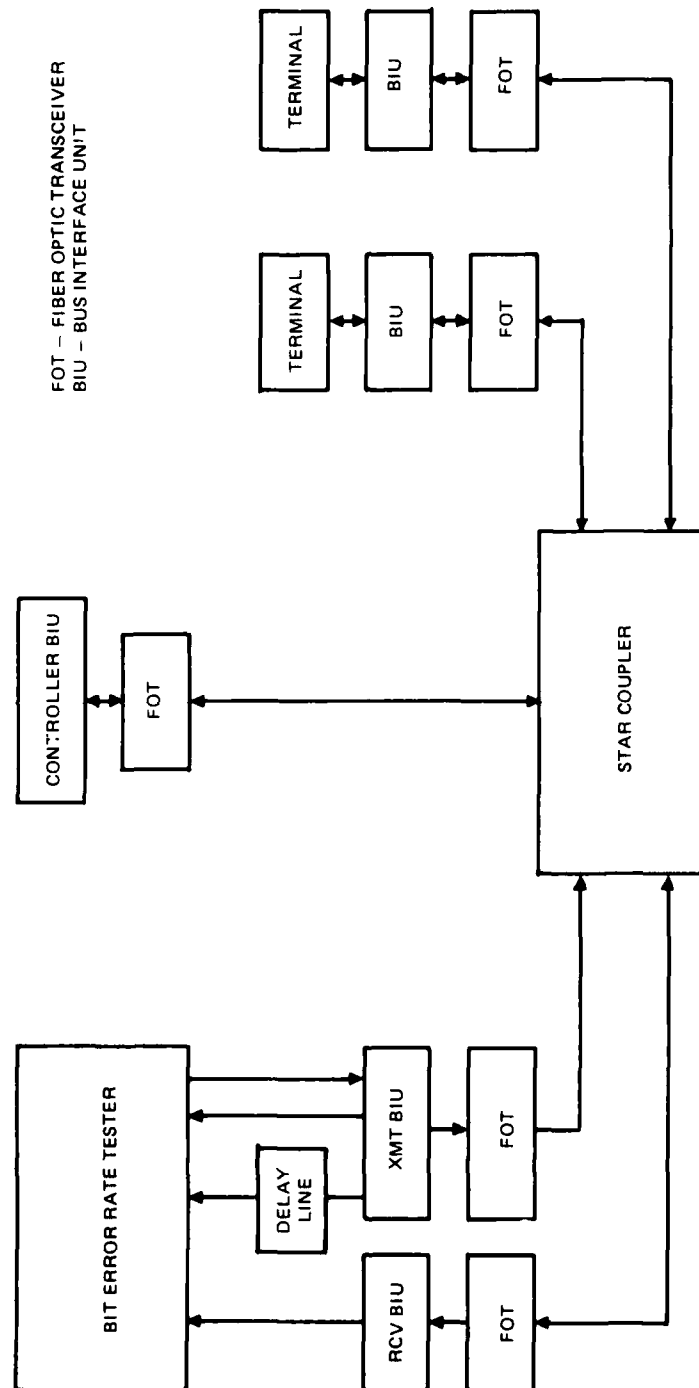 FOT – FIBER OPTIC TRANSCEIVER
BIU – BUS INTERFACE UNIT
BIT ERROR RATE TESTER
CONTROLLER BIU
FOT
TERMINAL
TERMINAL
DELAY
LINE
RCV BIU
XMT BIU
BIU
BIU
FOT
FOT
FOT
FOT
STAR COUPLER